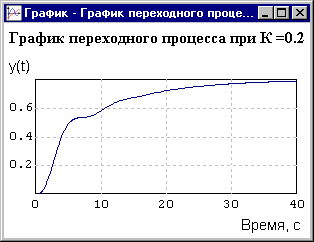 График - График переходного проце...
График переходного процесса при К =0.2
y(t)
0.6
0.4
0.2
0 10 20 30 40
Время, с